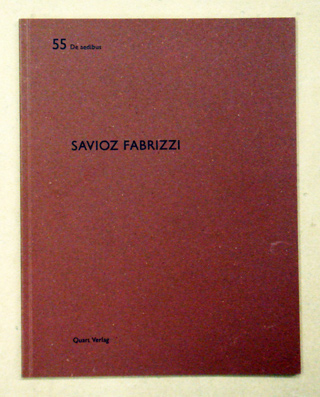 55 De aedibus
SAVIOZ FABRIZZI
Quart Verlag